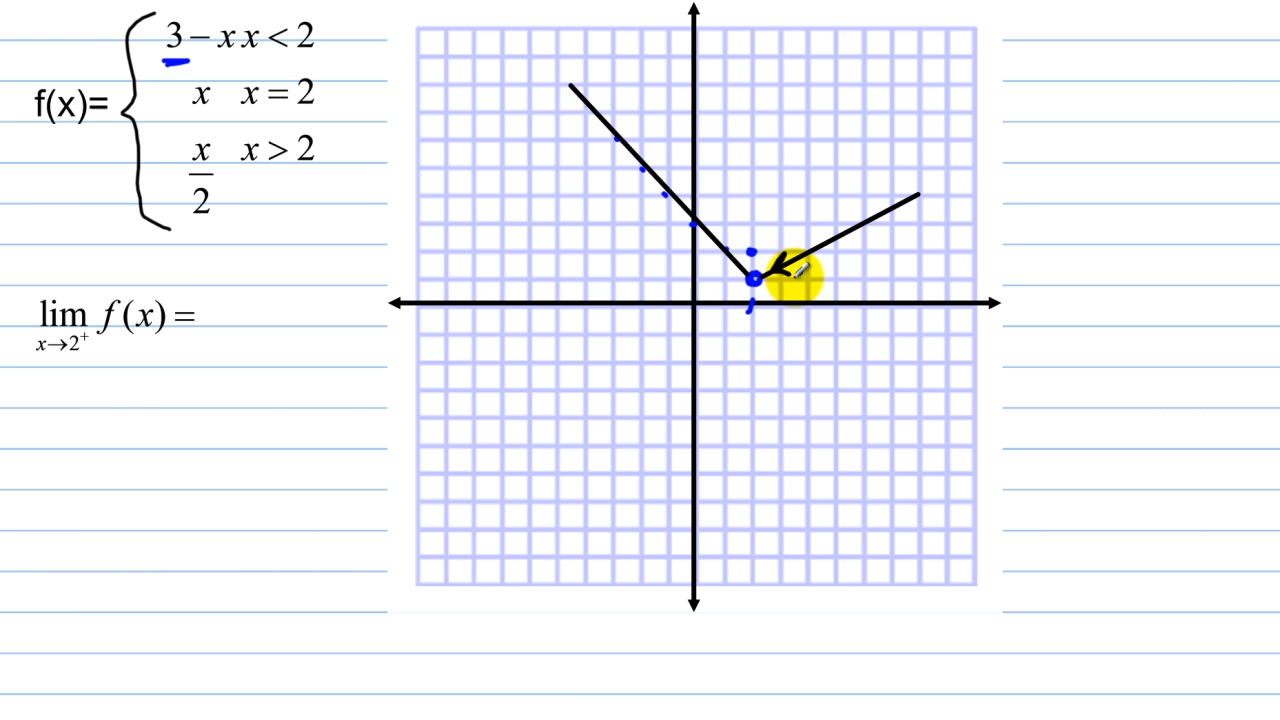 3 − x x < 2
f(x)= x x = 2
x/2 x > 2
lim x→2⁺ f(x) =